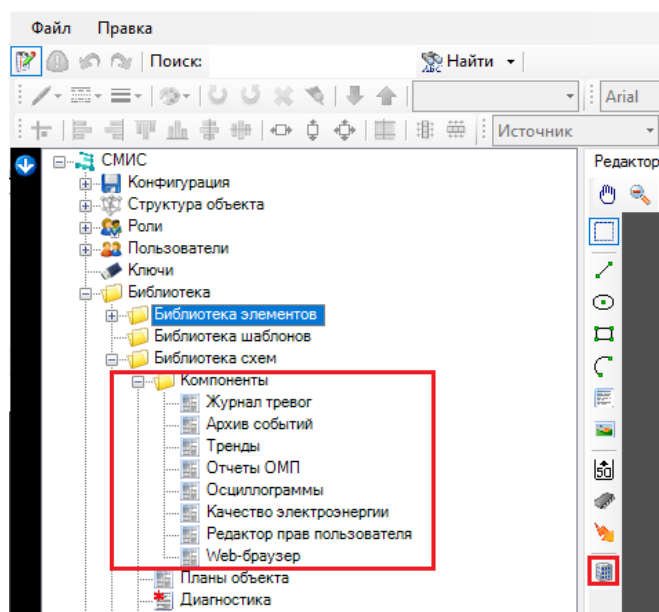 Файл Правка
Поиск: Найти
Arial
Источник
СМИС
Редактор
Конфигурация
Структура объекта
Роли
Пользователи
Ключи
Библиотека
Библиотека элементов
Библиотека шаблонов
Библиотека схем
Компоненты
Журнал тревог
Архив событий
Тренды
Отчеты ОМП
Осциллограммы
Качество электроэнергии
Редактор прав пользователя
Web-браузер
Планы объекта
Диагностика